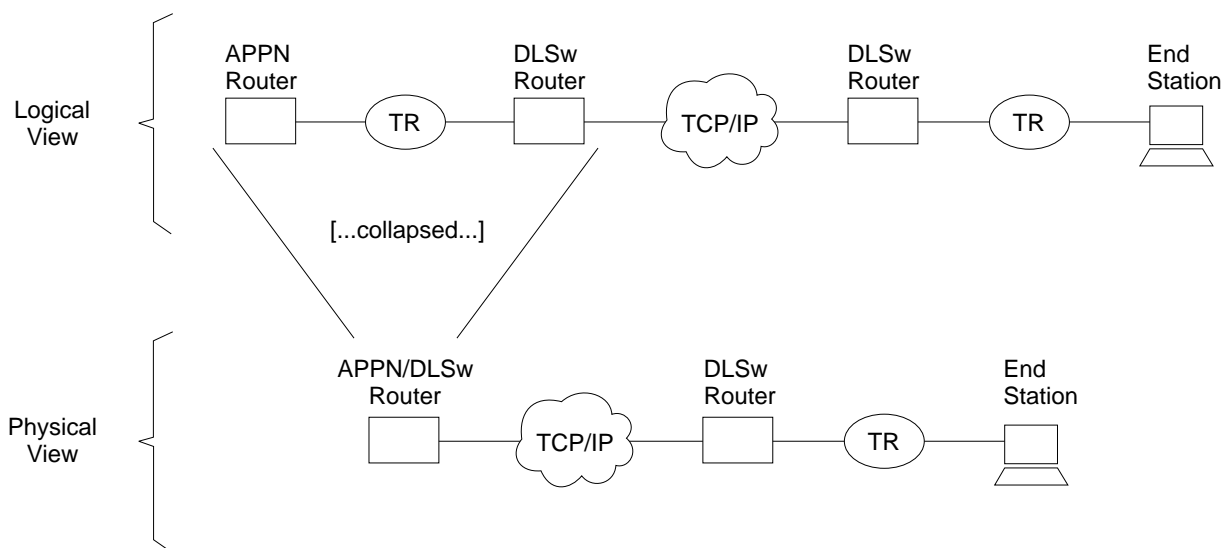 APPN
Router
DLSw
Router
DLSw
Router
End
Station
Logical
View
TR
TCP/IP
TR
[...collapsed...]
APPN/DLSw
Router
DLSw
Router
End
Station
Physical
View
TCP/IP
TR